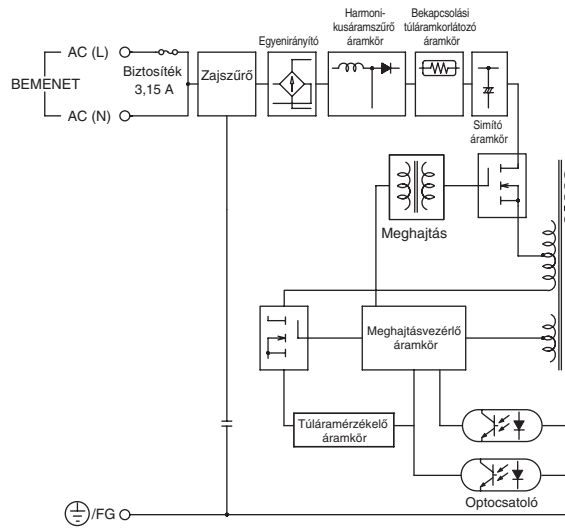 Harmoni-
kusáramszűrő
áramkör
Bekapcsolási
túláramkorlátozó
áramkör
Egyenirányító
AC (L)
Biztosíték
3,15 A
Zajszűrő
BEMENET
AC (N)
Simító
áramkör
Meghajtás
Meghajtásvezérlő
áramkör
Túláramérzékelő
áramkör
Optocsatoló
/FG